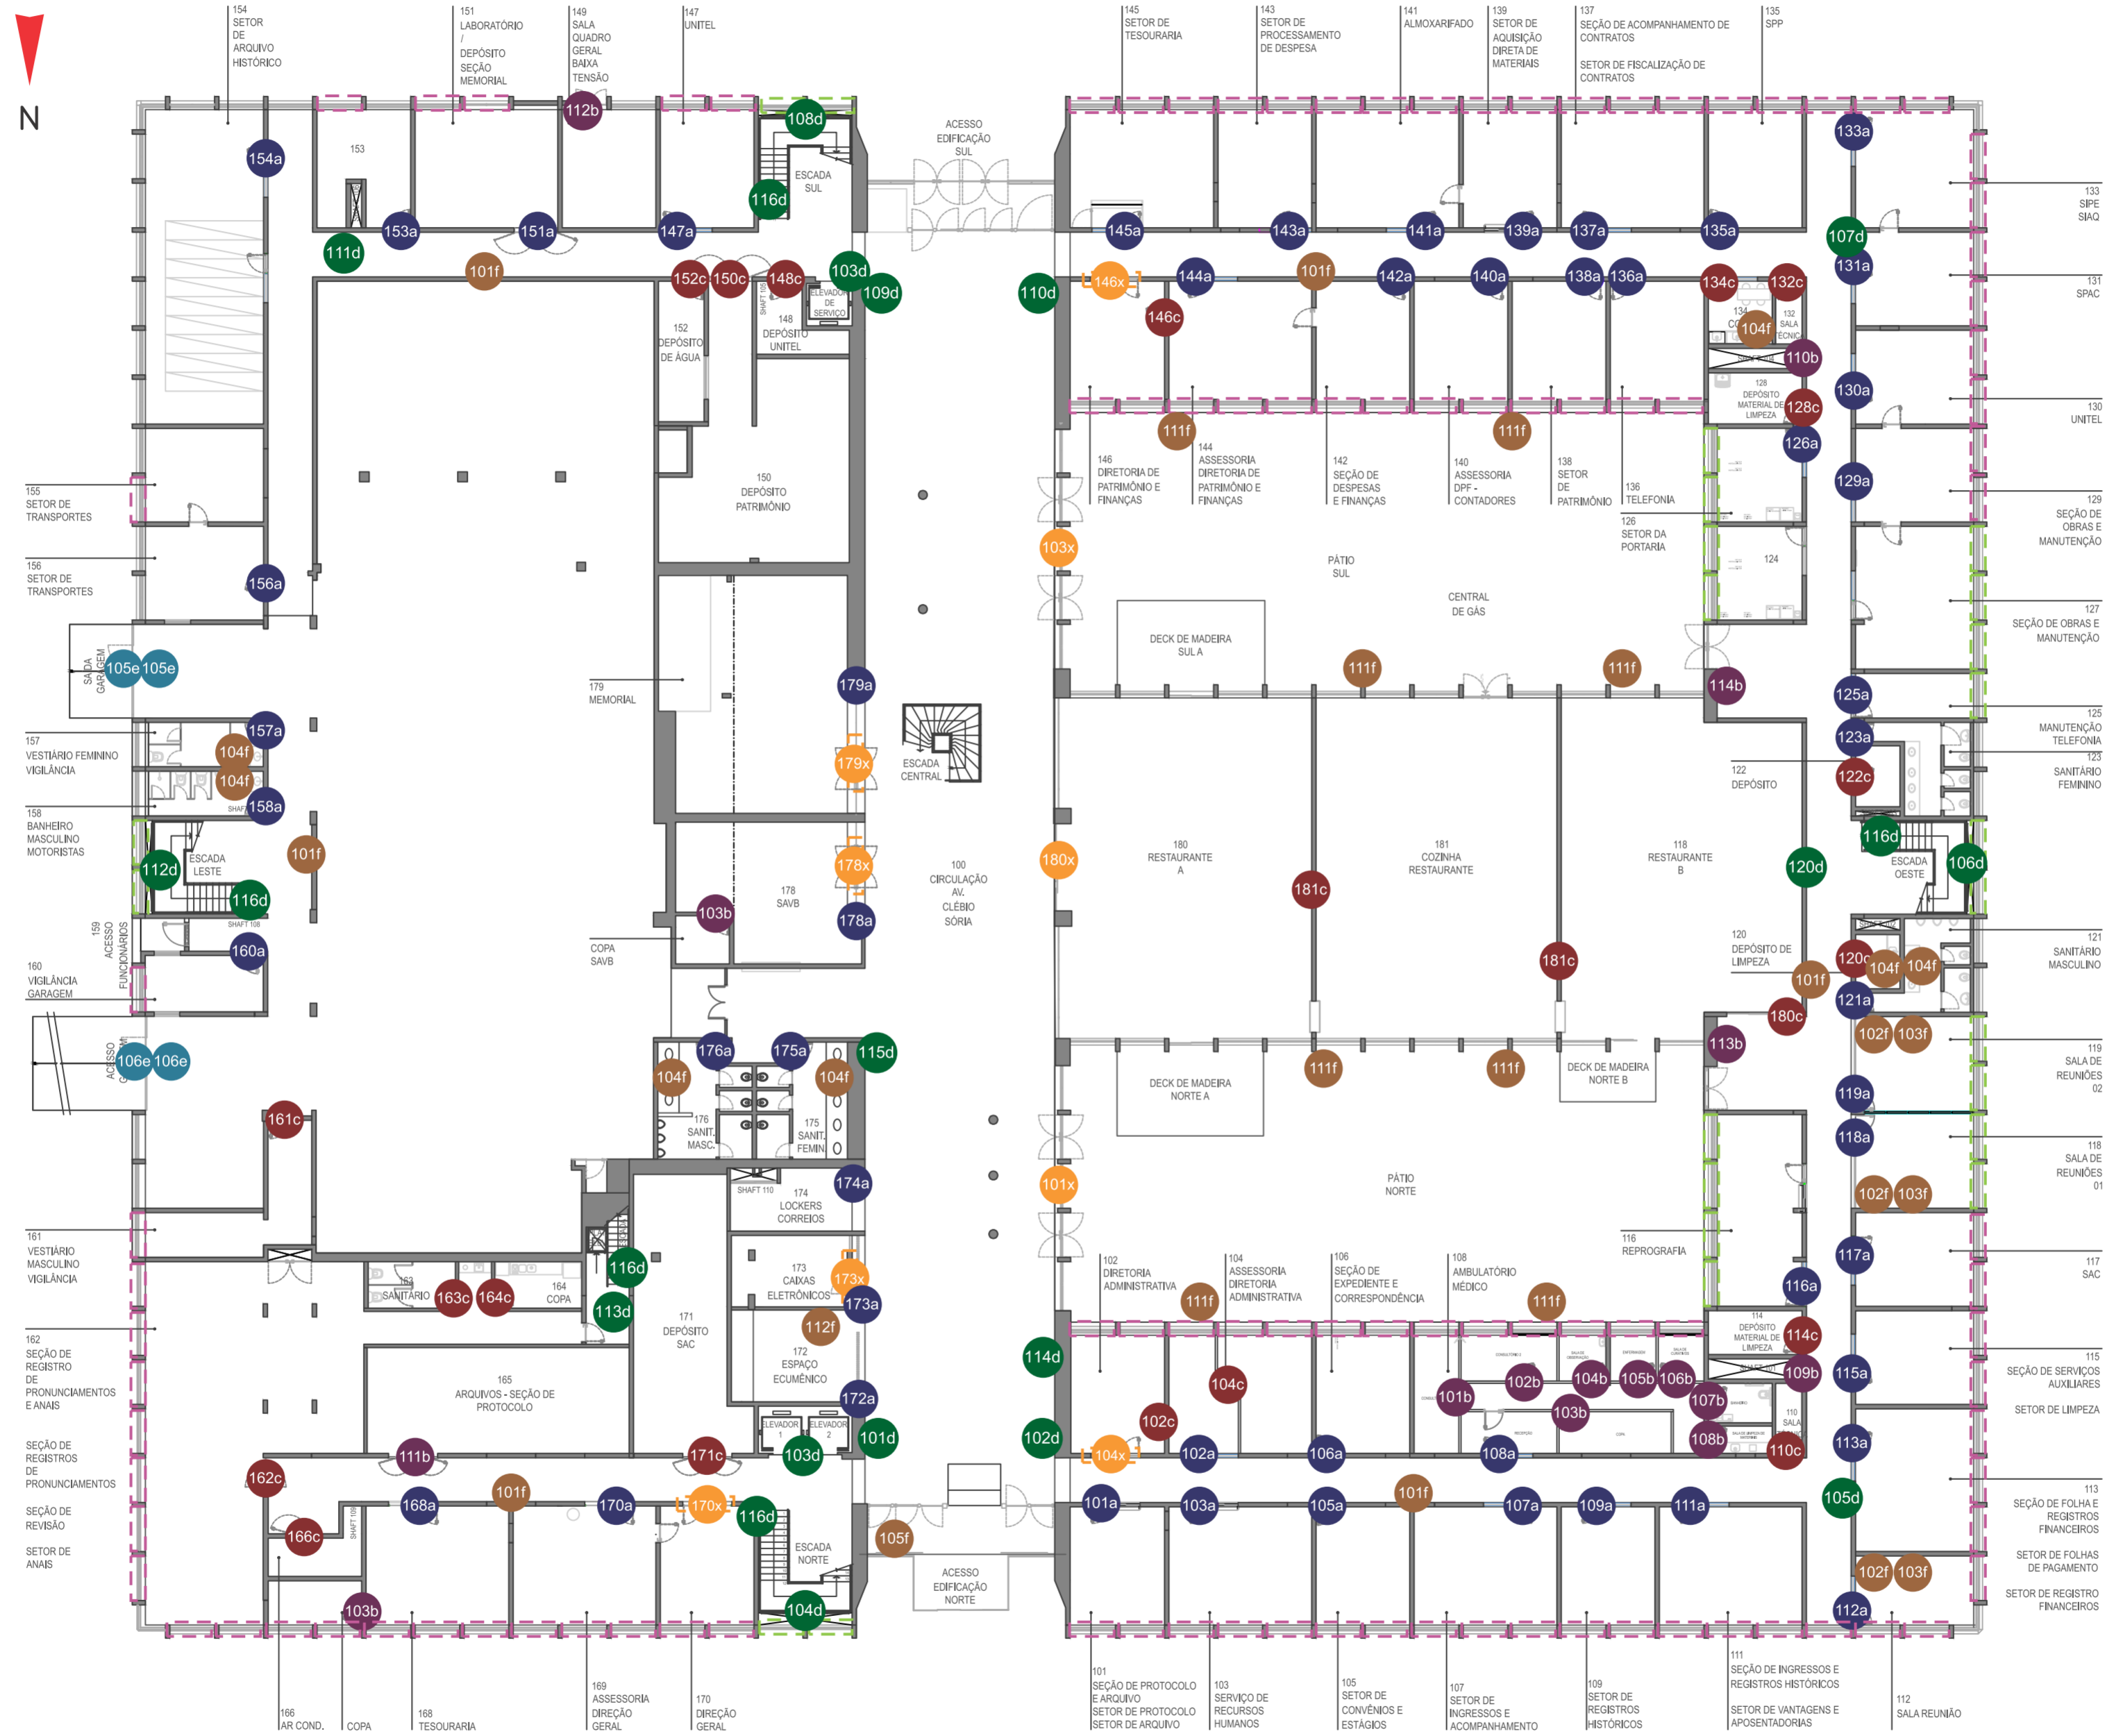 154
SETOR
DE
ARQUIVO
HISTÓRICO
151
LABORATÓRIO
/
DEPÓSITO
SEÇÃO
MEMORIAL
149
SALA
QUADRO
GERAL
BAIXA
TENSÃO
147
UNITEL
145
SETOR DE
TESOURARIA
143
SETOR DE
PROCESSAMENTO
DE DESPESA
141
ALMOXARIFADO
139
SETOR DE
AQUISIÇÃO
DIRETA DE
MATERIAIS
137
SEÇÃO DE ACOMPANHAMENTO DE
CONTRATOS
SETOR DE FISCALIZAÇÃO DE
CONTRATOS
135
SPP
N
112b
108d
154a
153
ESCADA
SUL
116d
153a
151a
147a
111d
101f
152c
150c
148c
103d
109d
SHAFT 105
ELEVADOR
DE
SERVIÇO
148
DEPÓSITO
UNITEL
152
DEPÓSITO
DE ÁGUA
ACESSO
EDIFICAÇÃO
SUL
145a
143a
141a
139a
137a
135a
133a
107d
131a
110d
146x
144a
101f
142a
140a
138a
136a
134c
132c
146c
134
104f
132
SALA
110b
128
DEPÓSITO
MATERIAL DE
LIMPEZA
128c
130a
126a
129a
133
SIPE
SIAQ
131
SPAC
130
UNITEL
129
SEÇÃO DE
OBRAS E
MANUTENÇÃO
127
SEÇÃO DE OBRAS E
MANUTENÇÃO
111f
111f
146
DIRETORIA DE
PATRIMÔNIO E
FINANÇAS
144
ASSESSORIA
DIRETORIA DE
PATRIMÔNIO E
FINANÇAS
142
SEÇÃO DE
DESPESAS
E FINANÇAS
140
ASSESSORIA
DPF -
CONTADORES
138
SETOR
DE
PATRIMÔNIO
136
TELEFONIA
126
SETOR DA
PORTARIA
124
150
DEPÓSITO
PATRIMÔNIO
155
SETOR DE
TRANSPORTES
156
SETOR DE
TRANSPORTES
156a
103x
PÁTIO
SUL
CENTRAL
DE GÁS
DECK DE MADEIRA
SUL A
111f
111f
SAÍDA
GARAGEM
105e
105e
179
MEMORIAL
179a
114b
125a
125
MANUTENÇÃO
TELEFONIA
157
VESTIÁRIO FEMININO
VIGILÂNCIA
157a
104f
104f
158a
179x
ESCADA
CENTRAL
122
DEPÓSITO
123a
122c
123
SANITÁRIO
FEMININO
158
BANHEIRO
MASCULINO
MOTORISTAS
112d
ESCADA
LESTE
101f
116d
SHAFT 108
178x
178
SAVB
178a
103b
100
CIRCULAÇÃO
AV.
CLÉBIO
SÓRIA
180x
180
RESTAURANTE
A
181c
181
COZINHA
RESTAURANTE
118
RESTAURANTE
B
120d
116d
ESCADA
OESTE
106d
181c
159
ACESSO
FUNCIONÁRIOS
160a
160
VIGILÂNCIA
GARAGEM
COPA
SAVB
120
DEPÓSITO DE
LIMPEZA
120c
104f
104f
101f
121a
121
SANITÁRIO
MASCULINO
180c
ACESSO
106e
106e
176a
175a
104f
104f
176
SANIT.
MASC.
175
SANIT.
FEMIN.
115d
111f
111f
DECK DE MADEIRA
NORTE A
DECK DE MADEIRA
NORTE B
113b
102f
103f
119
SALA DE
REUNIÕES
02
119a
118a
118
SALA DE
REUNIÕES
01
102f
103f
161c
SHAFT 110
174
LOCKERS
CORREIOS
174a
101x
PÁTIO
NORTE
161
VESTIÁRIO
MASCULINO
VIGILÂNCIA
116
REPROGRAFIA
117a
117
SAC
116a
163
SANITÁRIO
163c
164c
164
COPA
116d
113d
173
CAIXAS
ELETRÔNICOS
173x
173a
112f
172
ESPAÇO
ECUMÊNICO
171
DEPÓSITO
SAC
172a
102
DIRETORIA
ADMINISTRATIVA
104
ASSESSORIA
DIRETORIA
ADMINISTRATIVA
106
SEÇÃO DE
EXPEDIENTE E
CORRESPONDÊNCIA
108
AMBULATÓRIO
MÉDICO
111f
111f
114
DEPÓSITO
MATERIAL DE
LIMPEZA
114c
109b
115a
115
SEÇÃO DE SERVIÇOS
AUXILIARES
SETOR DE LIMPEZA
162
SEÇÃO DE
REGISTRO
DE
PRONUNCIAMENTOS
E ANAIS
SEÇÃO DE
REGISTROS
DE
PRONUNCIAMENTOS
SEÇÃO DE
REVISÃO
SETOR DE
ANAIS
165
ARQUIVOS - SEÇÃO DE
PROTOCOLO
ELEVADOR
1
ELEVADOR
2
103d
101d
114d
102d
104c
102c
104x
102a
106a
101b
102b
104b
105b
106b
103b
107b
108b
108a
110
SALA
110c
113a
111b
171c
162c
166c
SHAFT 109
168a
101f
170a
170x
116d
ESCADA
NORTE
104d
103b
105f
ACESSO
EDIFICAÇÃO
NORTE
101a
103a
105a
101f
107a
109a
111a
105d
102f
103f
112a
113
SEÇÃO DE FOLHA E
REGISTROS
FINANCEIROS
SETOR DE FOLHAS
DE PAGAMENTO
SETOR DE REGISTRO
FINANCEIROS
166
AR COND.
COPA
168
TESOURARIA
169
ASSESSORIA
DIREÇÃO
GERAL
170
DIREÇÃO
GERAL
101
SEÇÃO DE PROTOCOLO
E ARQUIVO
SETOR DE PROTOCOLO
SETOR DE ARQUIVO
103
SERVIÇO DE
RECURSOS
HUMANOS
105
SETOR DE
CONVÊNIOS E
ESTÁGIOS
107
SETOR DE
INGRESSOS E
ACOMPANHAMENTO
109
SETOR DE
REGISTROS
HISTÓRICOS
111
SEÇÃO DE INGRESSOS E
REGISTROS HISTÓRICOS
SETOR DE VANTAGENS E
APOSENTADORIAS
112
SALA REUNIÃO